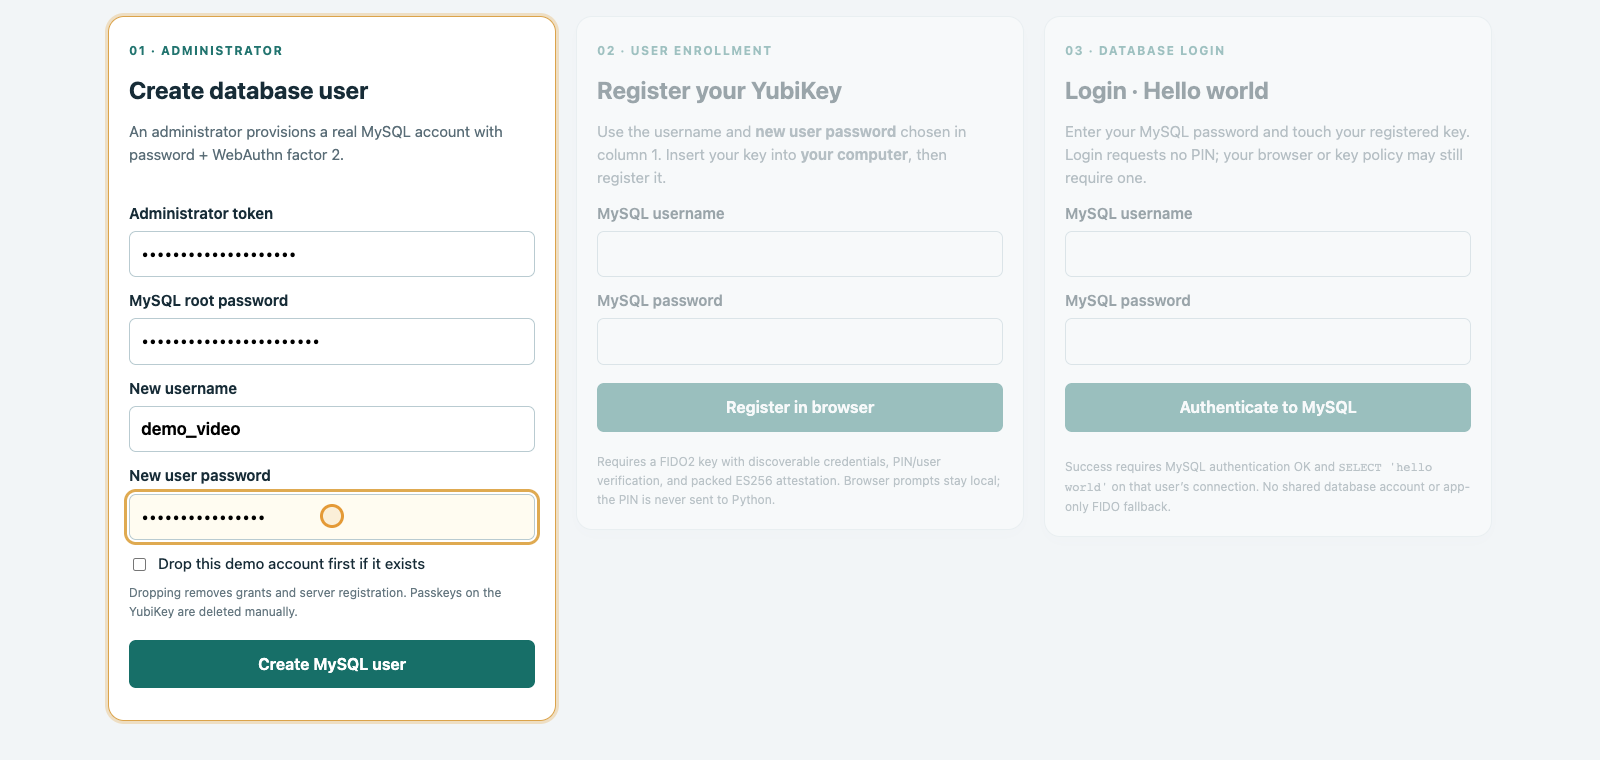 01 · ADMINISTRATOR
Create database user
An administrator provisions a real MySQL account with
password + WebAuthn factor 2.
Administrator token
••••••••••••••••••••
MySQL root password
•••••••••••••••••••••••
New username
demo_video
New user password
••••••••••••••••
Drop this demo account first if it exists
Dropping removes grants and server registration. Passkeys on the
YubiKey are deleted manually.
Create MySQL user
02 · USER ENROLLMENT
Register your YubiKey
Use the username and new user password chosen in
column 1. Insert your key into your computer, then
register it.
MySQL username
MySQL password
Register in browser
Requires a FIDO2 key with discoverable credentials, PIN/user
verification, and packed ES256 attestation. Browser prompts stay local;
the PIN is never sent to Python.
03 · DATABASE LOGIN
Login · Hello world
Enter your MySQL password and touch your registered key.
Login requests no PIN; your browser or key policy may still
require one.
MySQL username
MySQL password
Authenticate to MySQL
Success requires MySQL authentication OK and SELECT 'hello
world' on that user's connection. No shared database account or app-
only FIDO fallback.